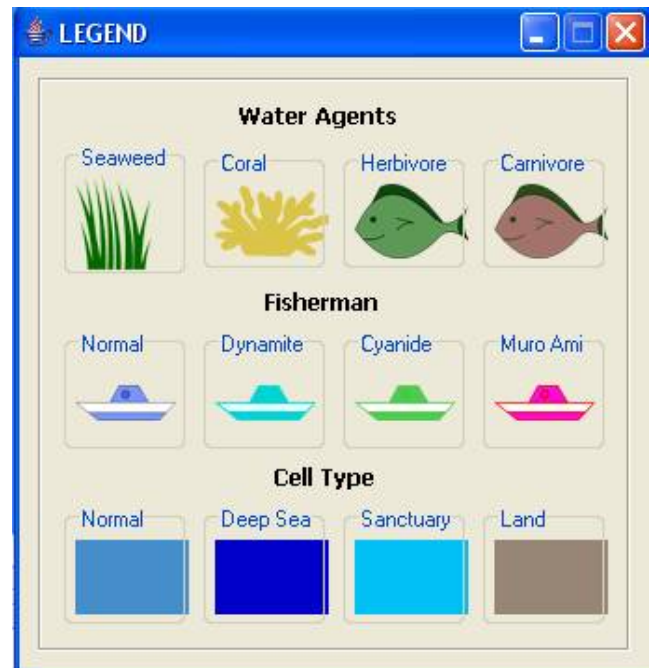 LEGEND
Water Agents
Seaweed Coral Herbivore Carnivore
Fisherman
Normal Dynamite Cyanide Muro Ami
Cell Type
Normal Deep Sea Sanctuary Land